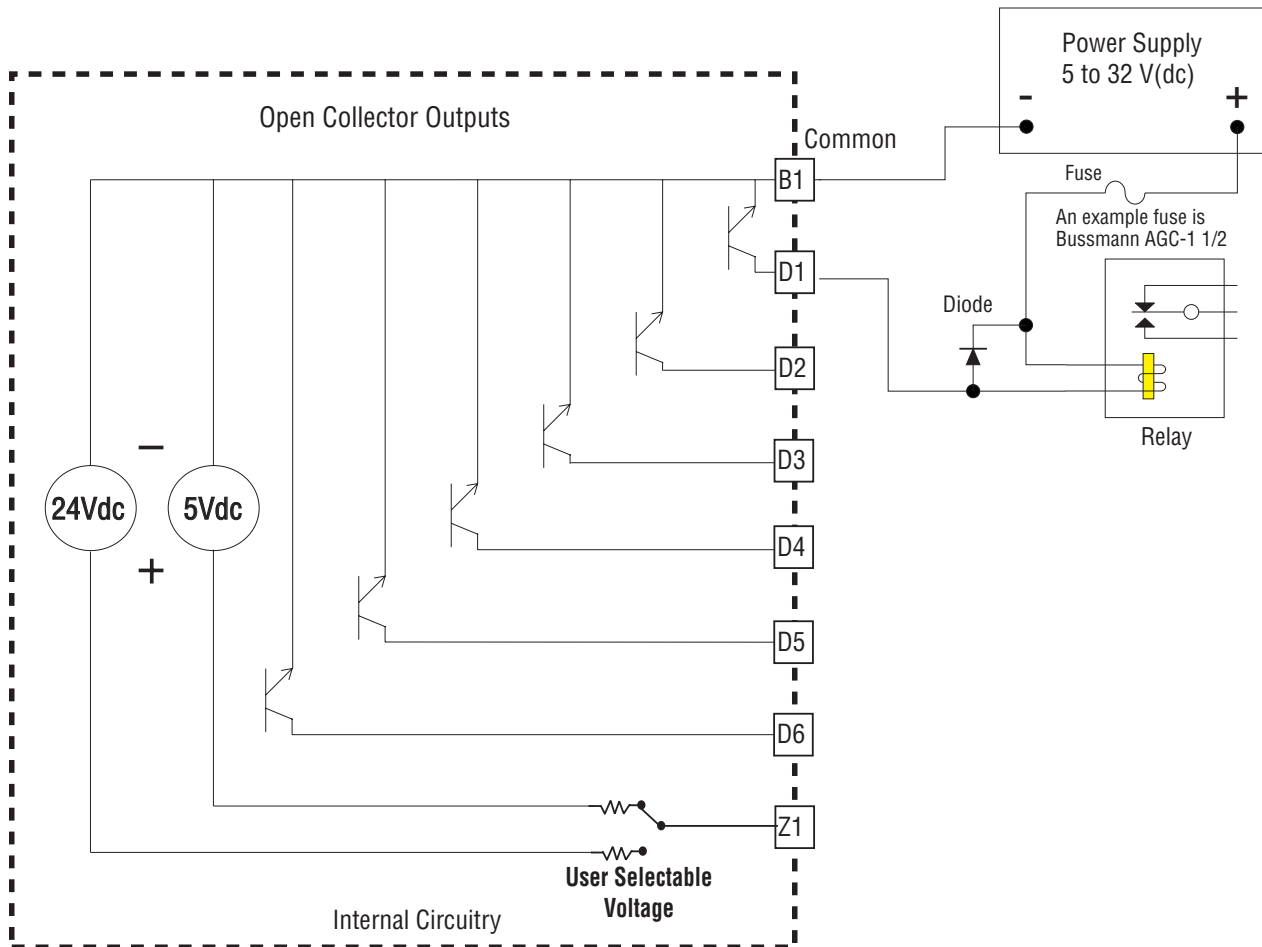 Power Supply
5 to 32 V(dc)
- +
Open Collector Outputs
Common
B1
Fuse
An example fuse is
Bussmann AGC-1 1/2
D1
Diode
D2
Relay
D3
–
24Vdc 5Vdc
+
D4
D5
D6
Z1
User Selectable
Voltage
Internal Circuitry